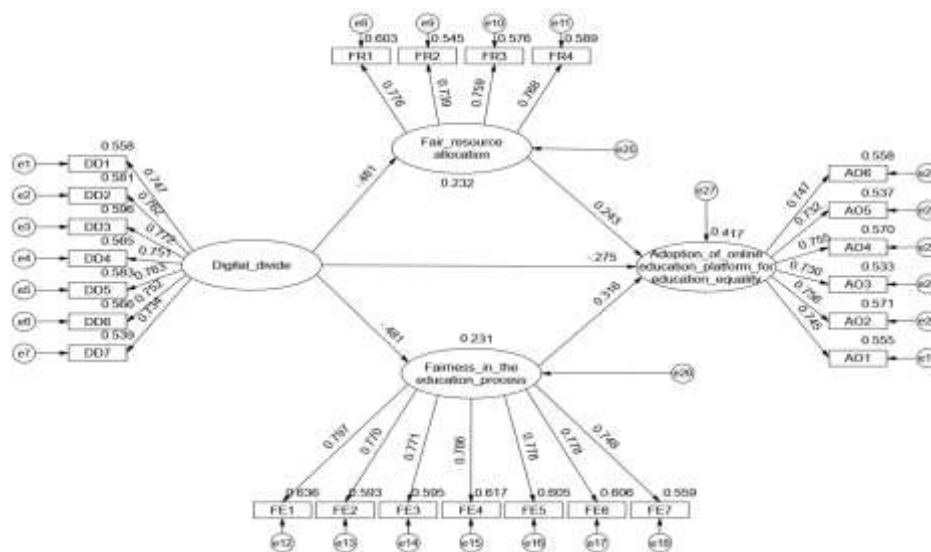 e8 e9 e10 e11
0.603 0.545 0.576 0.589
FR1 FR2 FR3 FR4
0.776 0.739 0.759 0.768
Fair_resource
allocation
e25
0.232
e1 DD1 0.558 0.747
e2 DD2 0.581 0.762
e3 DD3 0.596 0.772
e4 DD4 0.565 0.751
e5 DD5 0.583 0.763
e6 DD6 0.566 0.752
e7 DD7 0.539 0.734
Digital_divide
-.481
-.275
-.481
0.243
0.316
e27
0.417
Adoption_of_online
education_platform_for
education_equality
0.747 0.558 AO6
0.732 0.537 AO5
0.755 0.570 AO4
0.730 0.533 AO3
0.756 0.571 AO2
0.745 0.555 AO1
0.231
Fairness_in_the
education_process
e26
0.797 0.770 0.771 0.786 0.778 0.778 0.748
0.636 0.593 0.595 0.617 0.605 0.606 0.559
FE1 FE2 FE3 FE4 FE5 FE6 FE7
e12 e13 e14 e15 e16 e17 e18